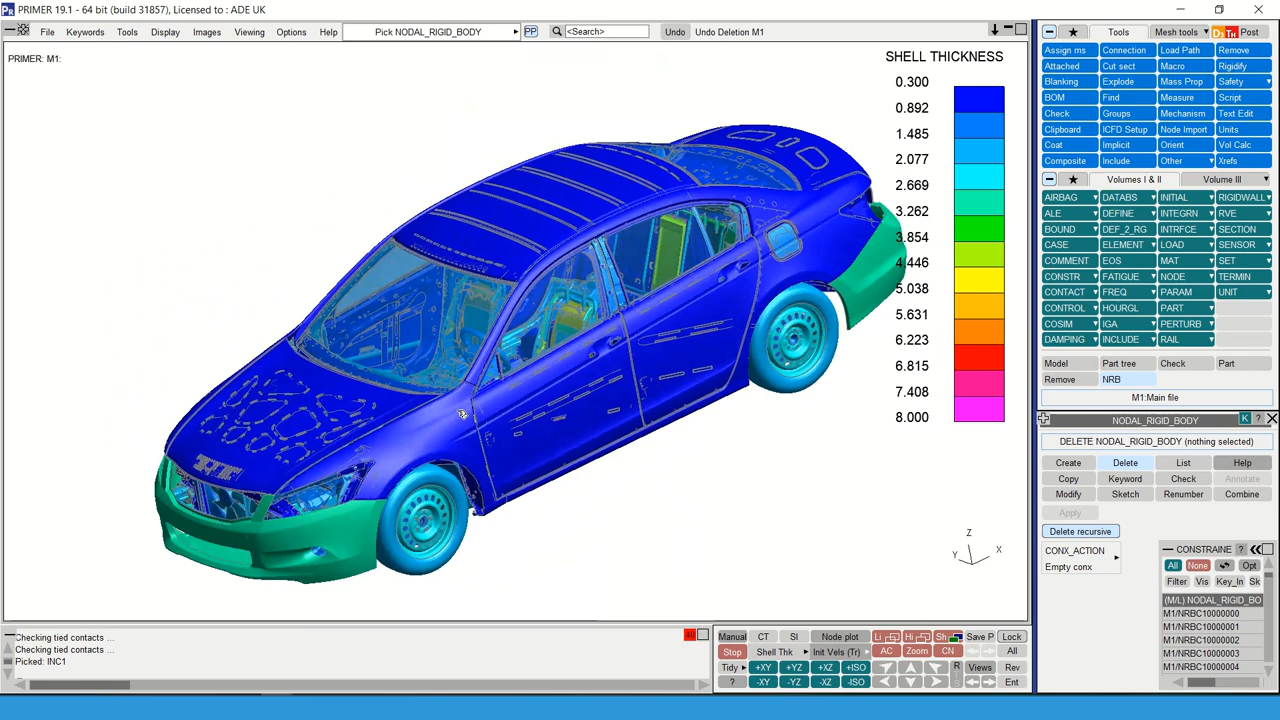 PRIMER 19.1 - 64 bit (build 31857), Licensed to : ADE UK
File Keywords Tools Display Images Viewing Options Help Pick NODAL_RIGID_BODY PP <Search> Undo Undo Deletion M1
PRIMER: M1:
SHELL THICKNESS
0.300
0.892
1.485
2.077
2.669
3.262
3.854
4.446
5.038
5.631
6.223
6.815
7.408
8.000
Z
Y X
Tools Mesh tools Post
Assign ms Connection Load Path Remove
Attached Cut sect Macro Rigidify
Blanking Explode Mass Prop Safety
BOM Find Measure Script
Check Groups Mechanism Text Edit
Clipboard ICFD Setup Node Import Units
Coat Implicit Orient Vol Calc
Composite Include Other Xrefs
Volumes I & II Volume III
AIRBAG DATABS INITIAL RIGIDWALL
ALE DEFINE INTEGRN RVE
BOUND DEF_2_RG INTRFCE SECTION
CASE ELEMENT LOAD SENSOR
COMMENT EOS MAT SET
CONSTR FATIGUE NODE TERMIN
CONTACT FREQ PARAM UNIT
CONTROL HOURGL PART
COSIM IGA PERTURB
DAMPING INCLUDE RAIL
Model Part tree Check Part
Remove NRB
M1:Main file
NODAL_RIGID_BODY K ? X
DELETE NODAL_RIGID_BODY (nothing selected)
Create Delete List Help
Copy Keyword Check Annotate
Modify Sketch Renumber Combine
Apply
Delete recursive
CONX_ACTION
Empty conx
CONSTRAINE ?
All None Opt
Filter Vis Key_In Sk
(M/L) NODAL_RIGID_BO
M1/NRBC10000000
M1/NRBC10000001
M1/NRBC10000002
M1/NRBC10000003
M1/NRBC10000004
Checking tied contacts ...
Checking tied contacts ...
Picked: INC1
Manual CT SI Node plot Li Hi Sh Save P Lock
Stop Shell Thk Init Vels (Tr) AC Zoom CN All
Tidy +XY +YZ +XZ +ISO Views Rev
? -XY -YZ -XZ -ISO Ent